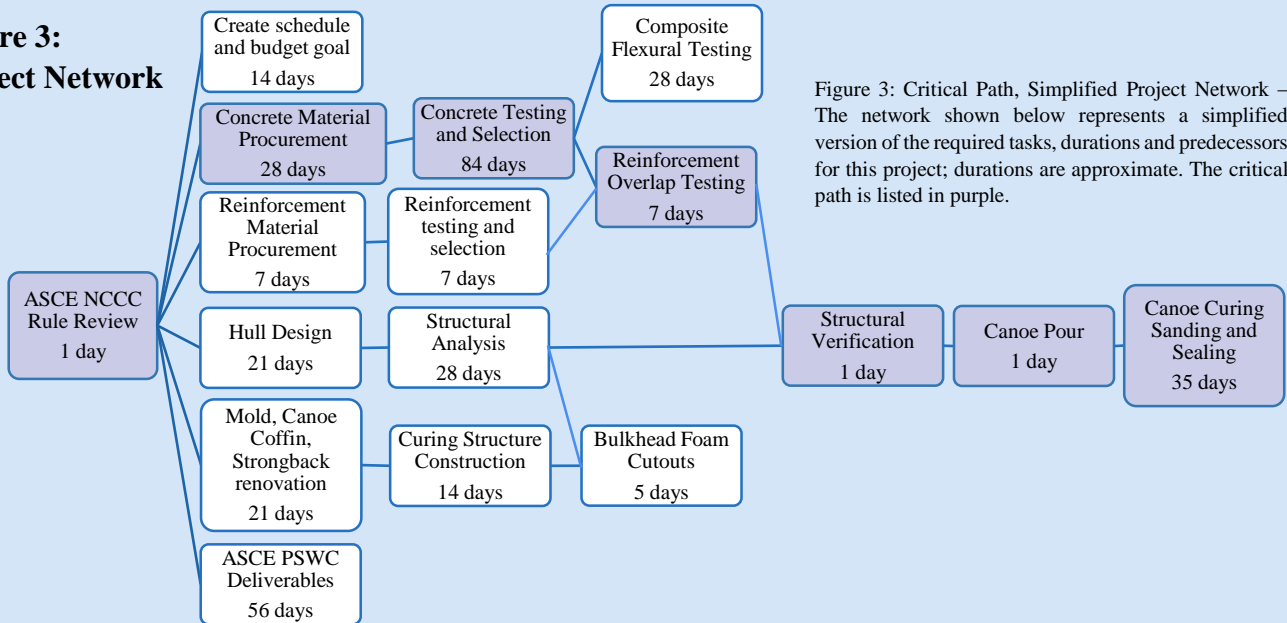 re 3:
ect Network
Create schedule
and budget goal
14 days
Concrete Material
Procurement
28 days
Concrete Testing
and Selection
84 days
Composite
Flexural Testing
28 days
Reinforcement
Overlap Testing
7 days
Figure 3: Critical Path, Simplified Project Network –
The network shown below represents a simplified
version of the required tasks, durations and predecessors
for this project; durations are approximate. The critical
path is listed in purple.
Reinforcement
Material
Procurement
7 days
Reinforcement
testing and
selection
7 days
ASCE NCCC
Rule Review
1 day
Hull Design
21 days
Structural
Analysis
28 days
Structural
Verification
1 day
Canoe Pour
1 day
Canoe Curing
Sanding and
Sealing
35 days
Mold, Canoe
Coffin,
Strongback
renovation
21 days
Curing Structure
Construction
14 days
Bulkhead Foam
Cutouts
5 days
ASCE PSWC
Deliverables
56 days